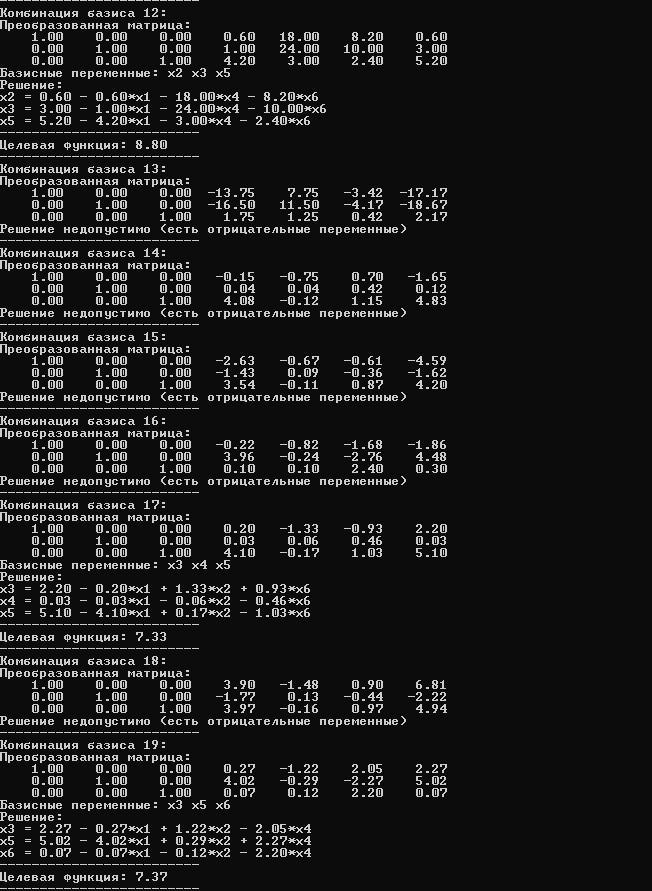 ------------------------
Комбинация базиса 12:
Преобразованная матрица:
1.00 0.00 0.00 0.60 18.00 8.20 0.60
0.00 1.00 0.00 1.00 24.00 10.00 3.00
0.00 0.00 1.00 4.20 3.00 2.40 5.20
Базисные переменные: x2 x3 x5
Решение:
x2 = 0.60 - 0.60*x1 - 18.00*x4 - 8.20*x6
x3 = 3.00 - 1.00*x1 - 24.00*x4 - 10.00*x6
x5 = 5.20 - 4.20*x1 - 3.00*x4 - 2.40*x6
------------------------
Целевая функция: 8.80
------------------------
Комбинация базиса 13:
Преобразованная матрица:
1.00 0.00 0.00 -13.75 7.75 -3.42 -17.17
0.00 1.00 0.00 -16.50 11.50 -4.17 -18.67
0.00 0.00 1.00 1.75 1.25 0.42 2.17
Решение недопустимо (есть отрицательные переменные)
------------------------
Комбинация базиса 14:
Преобразованная матрица:
1.00 0.00 0.00 -0.15 -0.75 0.70 -1.65
0.00 1.00 0.00 0.04 0.04 0.42 0.12
0.00 0.00 1.00 4.08 -0.12 1.15 4.83
Решение недопустимо (есть отрицательные переменные)
------------------------
Комбинация базиса 15:
Преобразованная матрица:
1.00 0.00 0.00 -2.63 -0.67 -0.61 -4.59
0.00 1.00 0.00 -1.43 0.09 -0.36 -1.62
0.00 0.00 1.00 3.54 -0.11 0.87 4.20
Решение недопустимо (есть отрицательные переменные)
------------------------
Комбинация базиса 16:
Преобразованная матрица:
1.00 0.00 0.00 -0.22 -0.82 -1.68 -1.86
0.00 1.00 0.00 3.96 -0.24 -2.76 4.48
0.00 0.00 1.00 0.10 0.10 2.40 0.30
Решение недопустимо (есть отрицательные переменные)
------------------------
Комбинация базиса 17:
Преобразованная матрица:
1.00 0.00 0.00 0.20 -1.33 -0.93 2.20
0.00 1.00 0.00 0.03 0.06 0.46 0.03
0.00 0.00 1.00 4.10 -0.17 1.03 5.10
Базисные переменные: x3 x4 x5
Решение:
x3 = 2.20 - 0.20*x1 + 1.33*x2 + 0.93*x6
x4 = 0.03 - 0.03*x1 - 0.06*x2 - 0.46*x6
x5 = 5.10 - 4.10*x1 + 0.17*x2 - 1.03*x6
------------------------
Целевая функция: 7.33
------------------------
Комбинация базиса 18:
Преобразованная матрица:
1.00 0.00 0.00 3.90 -1.48 0.90 6.81
0.00 1.00 0.00 -1.77 0.13 -0.44 -2.22
0.00 0.00 1.00 3.97 -0.16 0.97 4.94
Решение недопустимо (есть отрицательные переменные)
------------------------
Комбинация базиса 19:
Преобразованная матрица:
1.00 0.00 0.00 0.27 -1.22 2.05 2.27
0.00 1.00 0.00 4.02 -0.29 -2.27 5.02
0.00 0.00 1.00 0.07 0.12 2.20 0.07
Базисные переменные: x3 x5 x6
Решение:
x3 = 2.27 - 0.27*x1 + 1.22*x2 - 2.05*x4
x5 = 5.02 - 4.02*x1 + 0.29*x2 + 2.27*x4
x6 = 0.07 - 0.07*x1 - 0.12*x2 - 2.20*x4
------------------------
Целевая функция: 7.37
------------------------